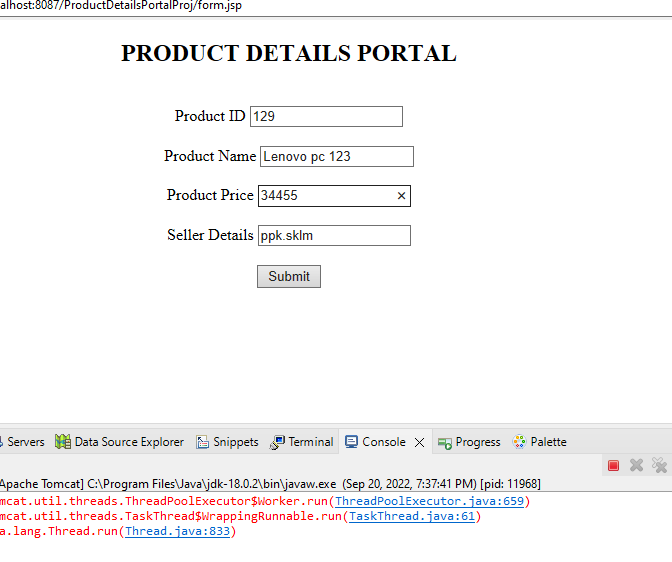 alhost:8087/ProductDetailsPortalProj/form.jsp
PRODUCT DETAILS PORTAL
Product ID 129
Product Name Lenovo pc 123
Product Price 34455
Seller Details ppk.sklm
Submit
Servers Data Source Explorer Snippets Terminal Console Progress Palette
Apache Tomcat] C:\Program Files\Java\jdk-18.0.2\bin\javaw.exe (Sep 20, 2022, 7:37:41 PM) [pid: 11968]
mcat.util.threads.ThreadPoolExecutor$Worker.run(ThreadPoolExecutor.java:659)
mcat.util.threads.TaskThread$WrappingRunnable.run(TaskThread.java:61)
a.lang.Thread.run(Thread.java:833)